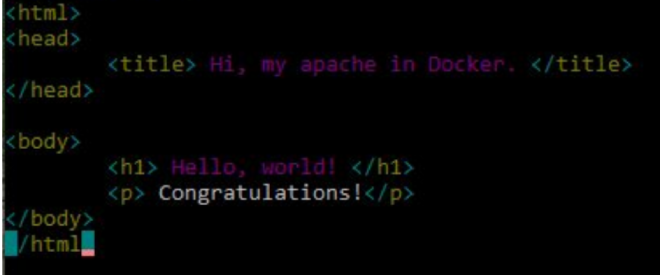 <html>
<head>
<title> Hi, my apache in Docker. </title>
</head>
<body>
<h1> Hello, world! </h1>
<p> Congratulations!</p>
</body>
</html>